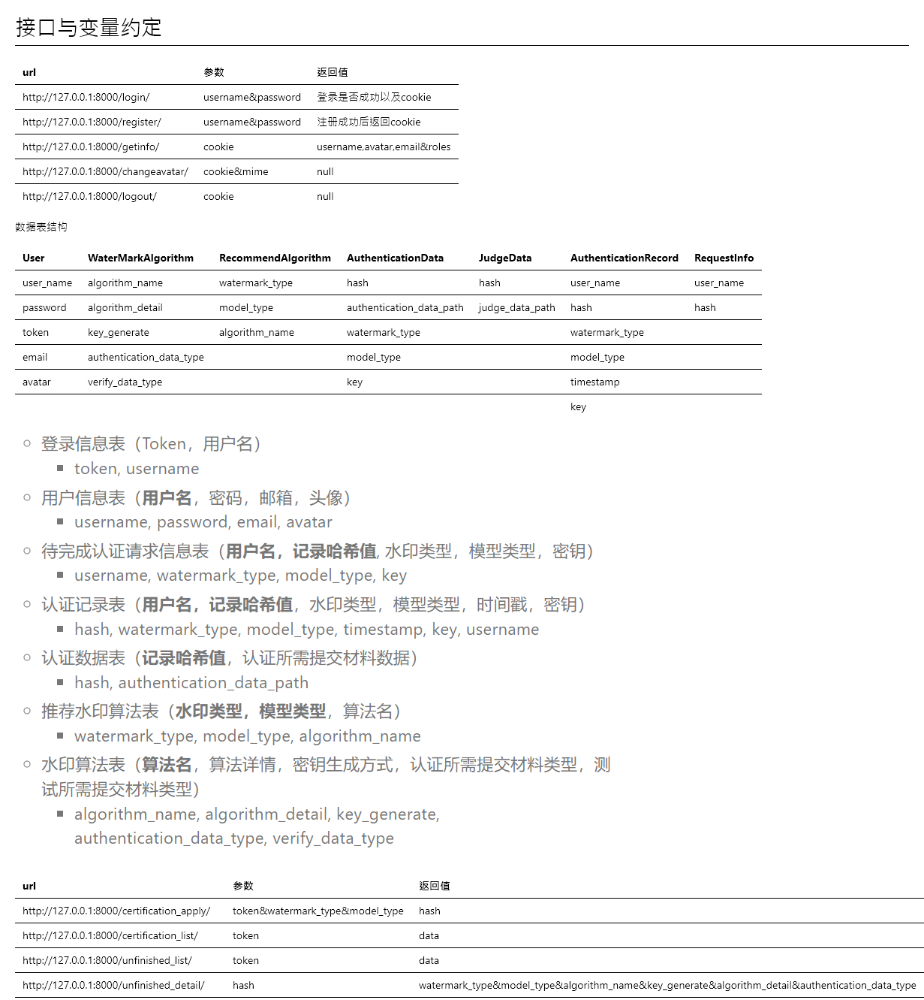 接口与变量约定
url 参数 返回值
http://127.0.0.1:8000/login/ username&password 登录是否成功以及cookie
http://127.0.0.1:8000/register/ username&password 注册成功后返回cookie
http://127.0.0.1:8000/getinfo/ cookie username,avatar,email&roles
http://127.0.0.1:8000/changeavatar/ cookie&mime null
http://127.0.0.1:8000/logout/ cookie null
数据表结构
User WaterMarkAlgorithm RecommendAlgorithm AuthenticationData JudgeData AuthenticationRecord RequestInfo
user_name algorithm_name watermark_type hash hash user_name user_name
password algorithm_detail model_type authentication_data_path judge_data_path hash hash
token key_generate algorithm_name watermark_type watermark_type
email authentication_data_type model_type model_type
avatar verify_data_type key timestamp
key
登录信息表（Token，用户名）
token, username
用户信息表（用户名，密码，邮箱，头像）
username, password, email, avatar
待完成认证请求信息表（用户名，记录哈希值, 水印类型，模型类型，密钥）
username, watermark_type, model_type, key
认证记录表（用户名，记录哈希值，水印类型，模型类型，时间戳，密钥）
hash, watermark_type, model_type, timestamp, key, username
认证数据表（记录哈希值，认证所需提交材料数据）
hash, authentication_data_path
推荐水印算法表（水印类型，模型类型，算法名）
watermark_type, model_type, algorithm_name
水印算法表（算法名，算法详情，密钥生成方式，认证所需提交材料类型，测
试所需提交材料类型）
algorithm_name, algorithm_detail, key_generate,
authentication_data_type, verify_data_type
url 参数 返回值
http://127.0.0.1:8000/certification_apply/ token&watermark_type&model_type hash
http://127.0.0.1:8000/certification_list/ token data
http://127.0.0.1:8000/unfinished_list/ token data
http://127.0.0.1:8000/unfinished_detail/ hash watermark_type&model_type&algorithm_name&key_generate&algorithm_detail&authentication_data_type